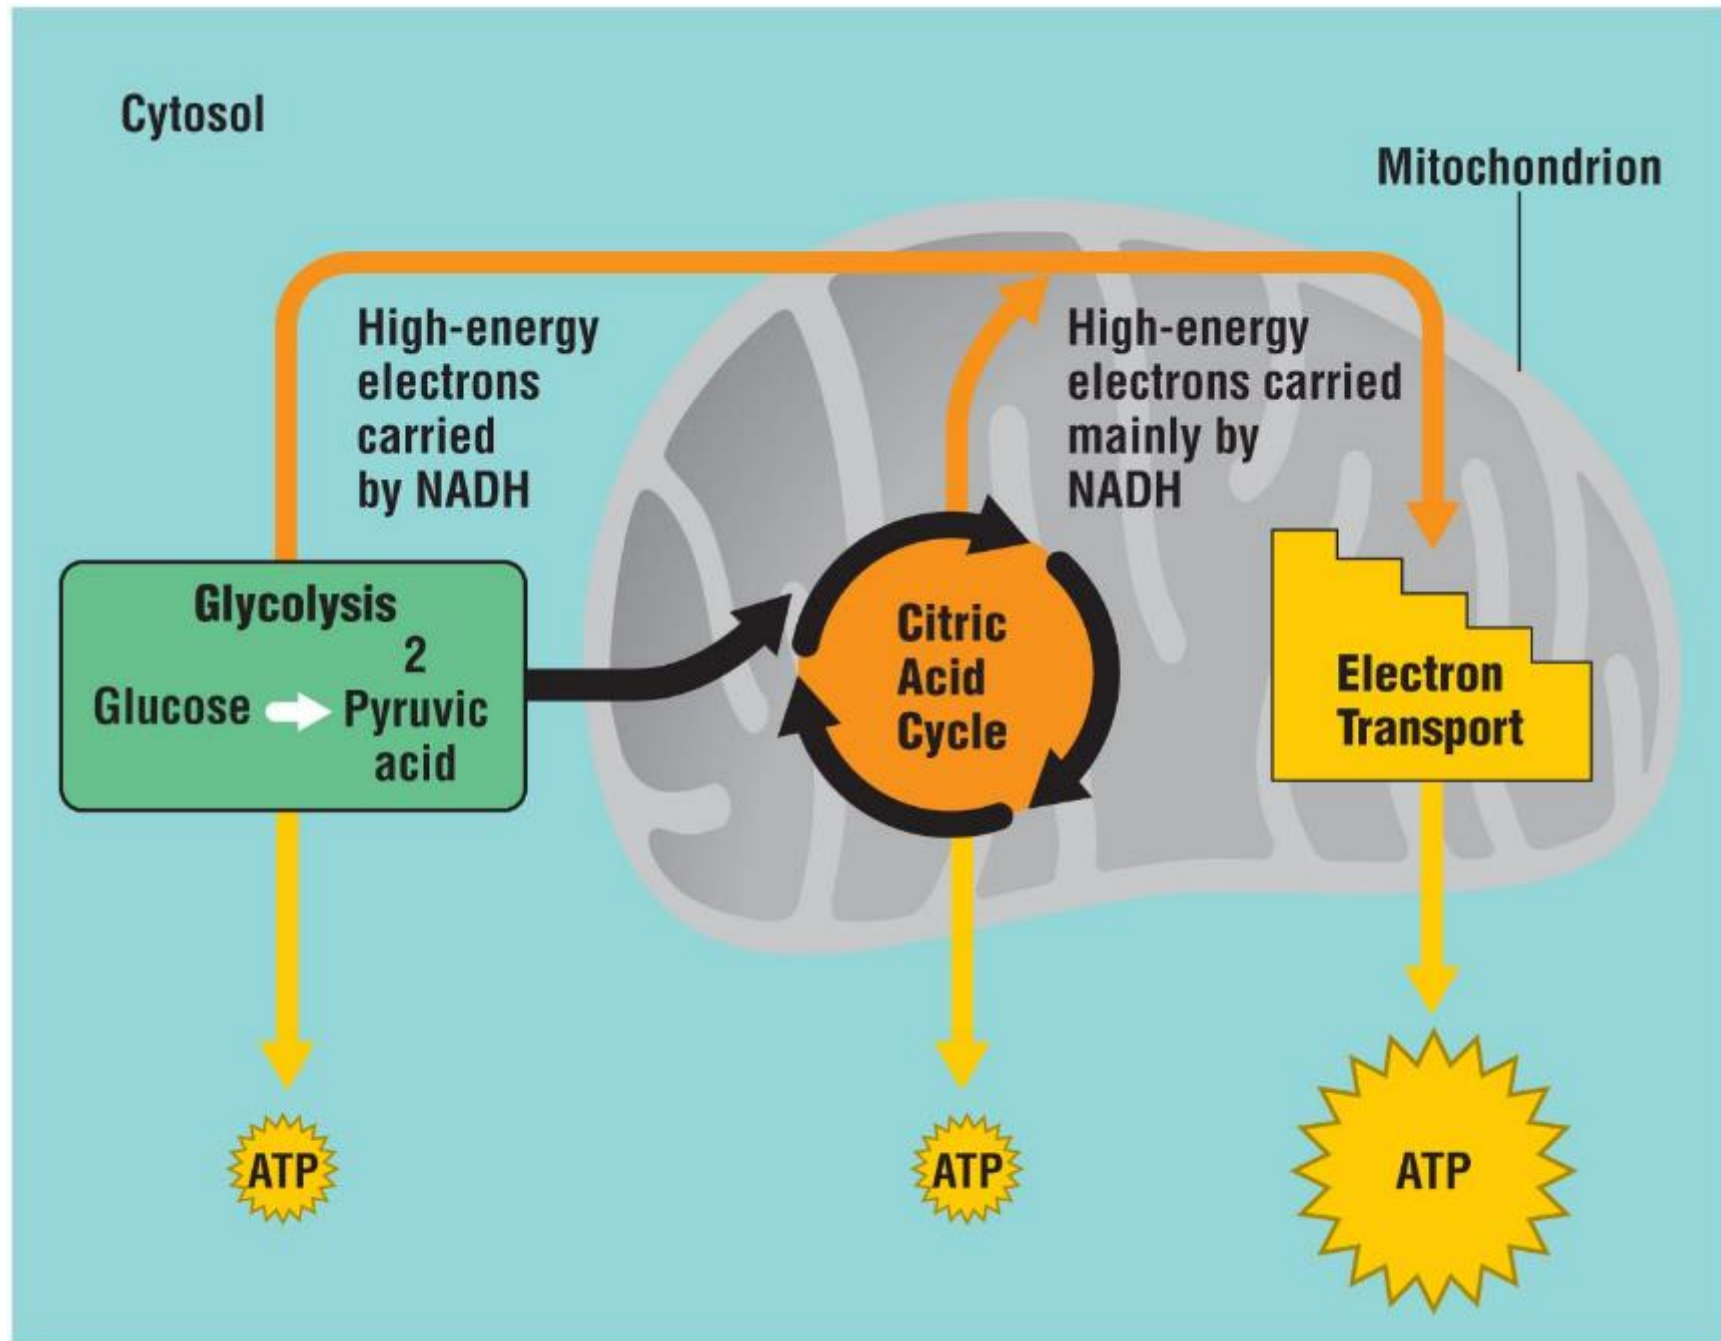 Cytosol
Mitochondrion
High-energy
electrons
carried
by NADH
High-energy
electrons carried
mainly by
NADH
Glycolysis
2
Glucose Pyruvic
acid
Citric
Acid
Cycle
Electron
Transport
ATP
ATP
ATP